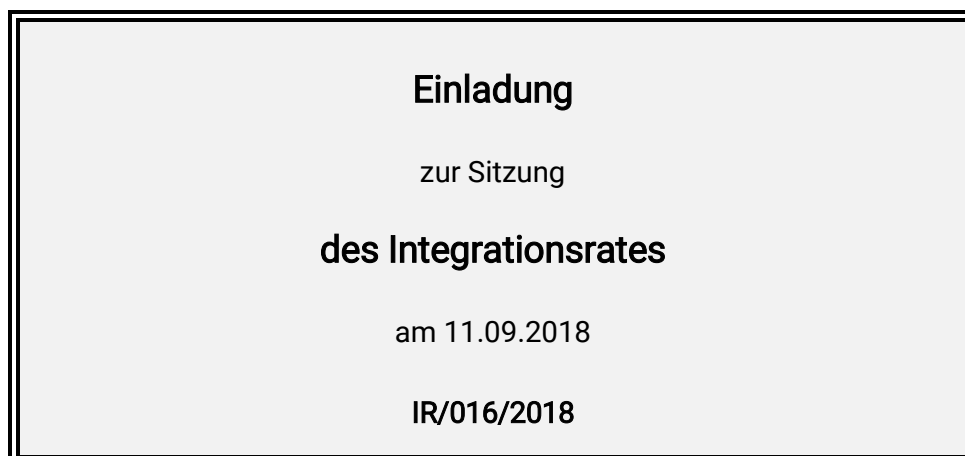 Einladung
zur Sitzung
des Integrationsrates
am 11.09.2018
IR/016/2018